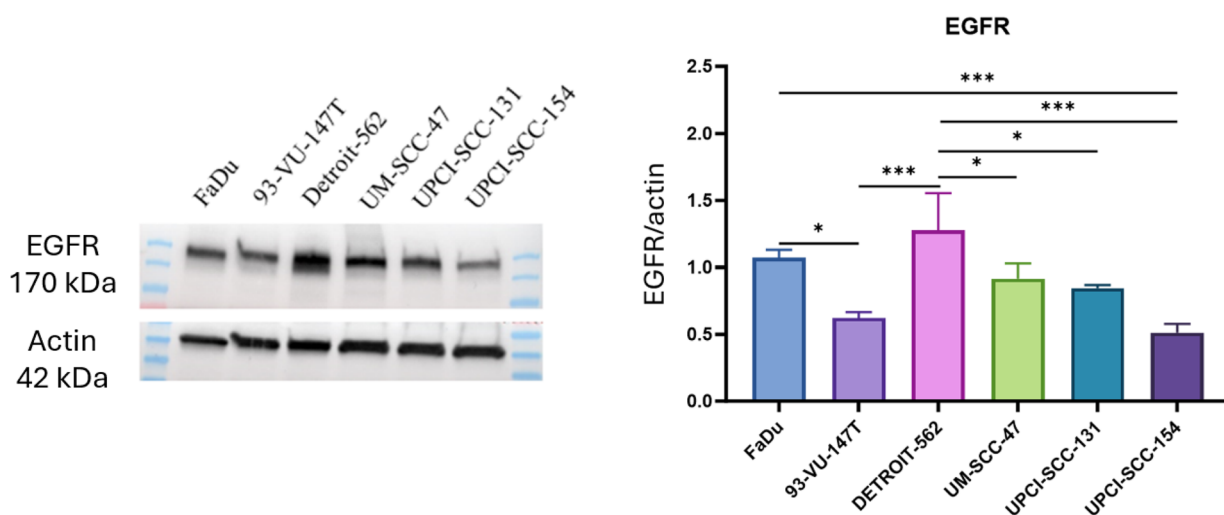 FaDu
93-VU-147T
Detroit-562
UM-SCC-47
UPCI-SCC-131
UPCI-SCC-154
EGFR
170 kDa
Actin
42 kDa
EGFR
EGFR/actin
2.5
2.0
1.5
1.0
0.5
0.0
***
***
*
*
***
*
FaDu
93-VU-147T
DETROIT-562
UM-SCC-47
UPCI-SCC-131
UPCI-SCC-154